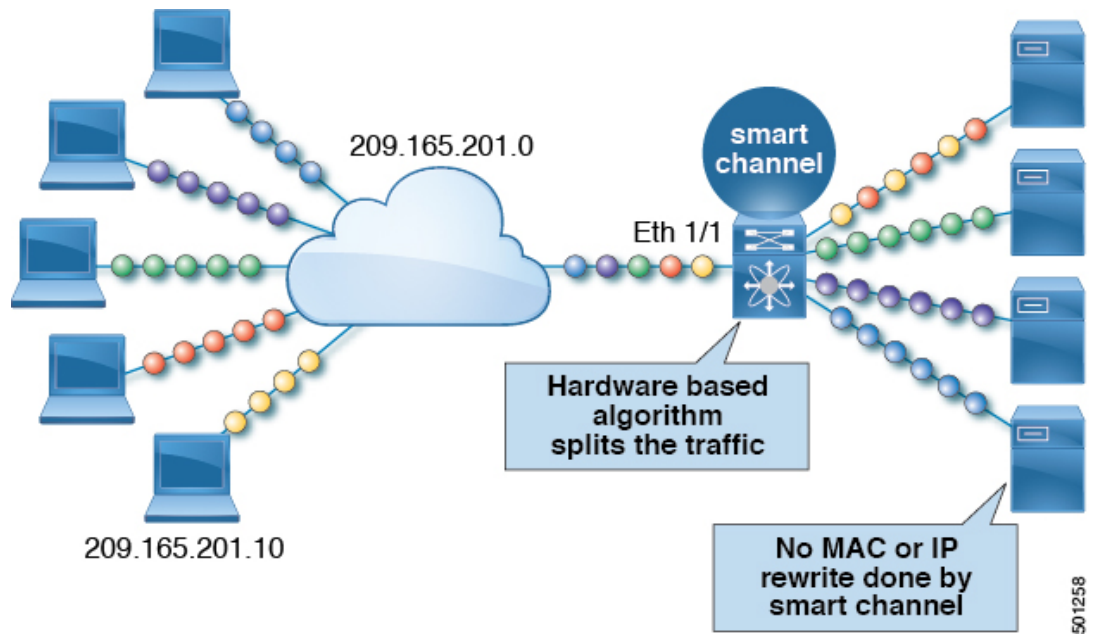 209.165.201.0
smart
channel
Eth 1/1
Hardware based
algorithm
splits the traffic
209.165.201.10
No MAC or IP
rewrite done by
smart channel
501258